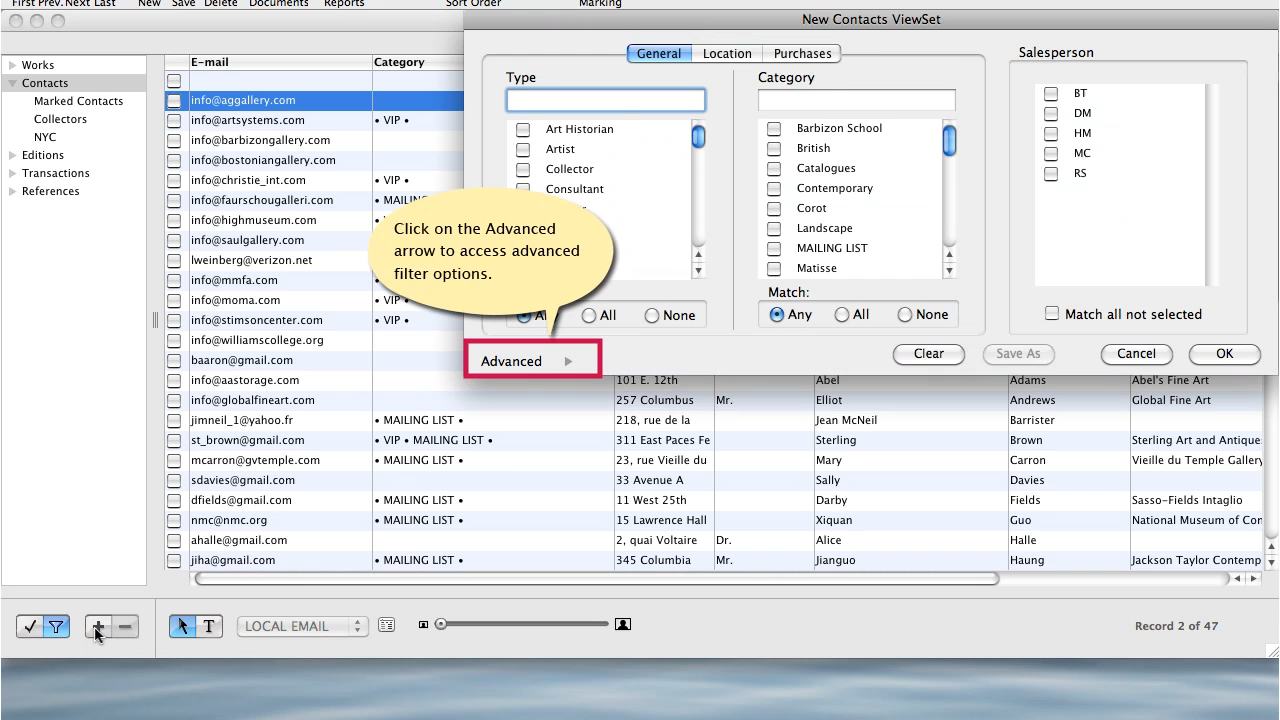 First Prev. Next Last New Save Delete Documents Reports Sort Order Marking
New Contacts ViewSet
General Location Purchases
Salesperson
Type
Category
Art Historian
Artist
Collector
Consultant
Barbizon School
British
Catalogues
Contemporary
Corot
Landscape
MAILING LIST
Matisse
Match:
All None
Any All None
BT
DM
HM
MC
RS
Match all not selected
Advanced
Clear Save As Cancel OK
Click on the Advanced
arrow to access advanced
filter options.
Works
Contacts
Marked Contacts
Collectors
NYC
Editions
Transactions
References
E-mail Category
info@aggallery.com
info@artsystems.com • VIP •
info@barbizongallery.com
info@bostoniangallery.com
info@christie_int.com • VIP •
info@faurschougalleri.com • MAILING
info@highmuseum.com
info@saulgallery.com
lweinberg@verizon.net
info@mmfa.com
info@moma.com • VIP •
info@stimsoncenter.com • VIP •
info@williamscollege.org
baaron@gmail.com
info@aastorage.com 101 E. 12th Abel Adams Abel's Fine Art
info@globalfineart.com 257 Columbus Mr. Elliot Andrews Global Fine Art
jimneil_1@yahoo.fr • MAILING LIST • 218, rue de la Jean McNeil Barrister
st_brown@gmail.com • VIP • MAILING LIST • 311 East Paces Fe Sterling Brown Sterling Art and Antique
mcarron@gvtemple.com • MAILING LIST • 23, rue Vieille du Mary Carron Vieille du Temple Gallery
sdavies@gmail.com 33 Avenue A Sally Davies
dfields@gmail.com • MAILING LIST • 11 West 25th Darby Fields Sasso-Fields Intaglio
nmc@nmc.org • MAILING LIST • 15 Lawrence Hall Xiquan Guo National Museum of Con
ahalle@gmail.com 2, quai Voltaire Dr. Alice Halle
jiha@gmail.com • MAILING LIST • 345 Columbia Mr. Jianguo Haung Jackson Taylor Contemp
T LOCAL EMAIL Record 2 of 47